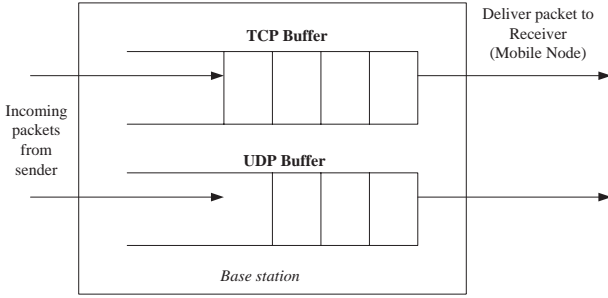 Deliver packet to
Receiver
(Mobile Node)
TCP Buffer
Incoming
packets
from
sender
UDP Buffer
Base station